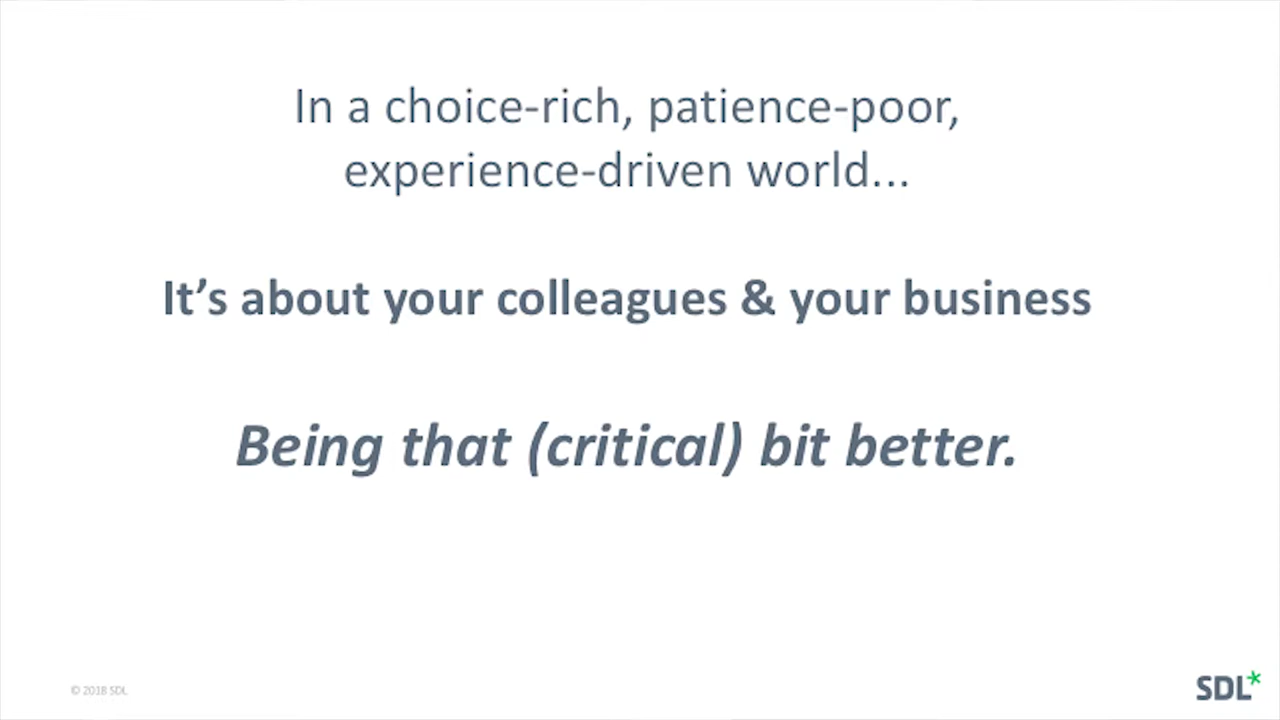 In a choice-rich, patience-poor,
experience-driven world...
It’s about your colleagues & your business
Being that (critical) bit better.
© 2018 SDL
SDL*